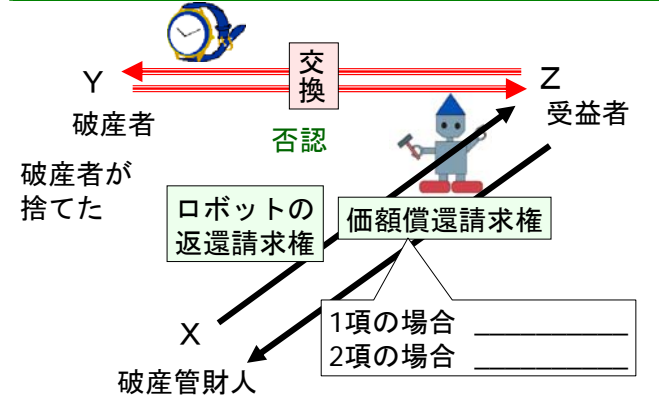 交換
Y
破産者
Z
受益者
否認
破産者が
捨てた
ロボットの
返還請求権
価額償還請求権
X
破産管財人
1項の場合 __________
2項の場合 __________